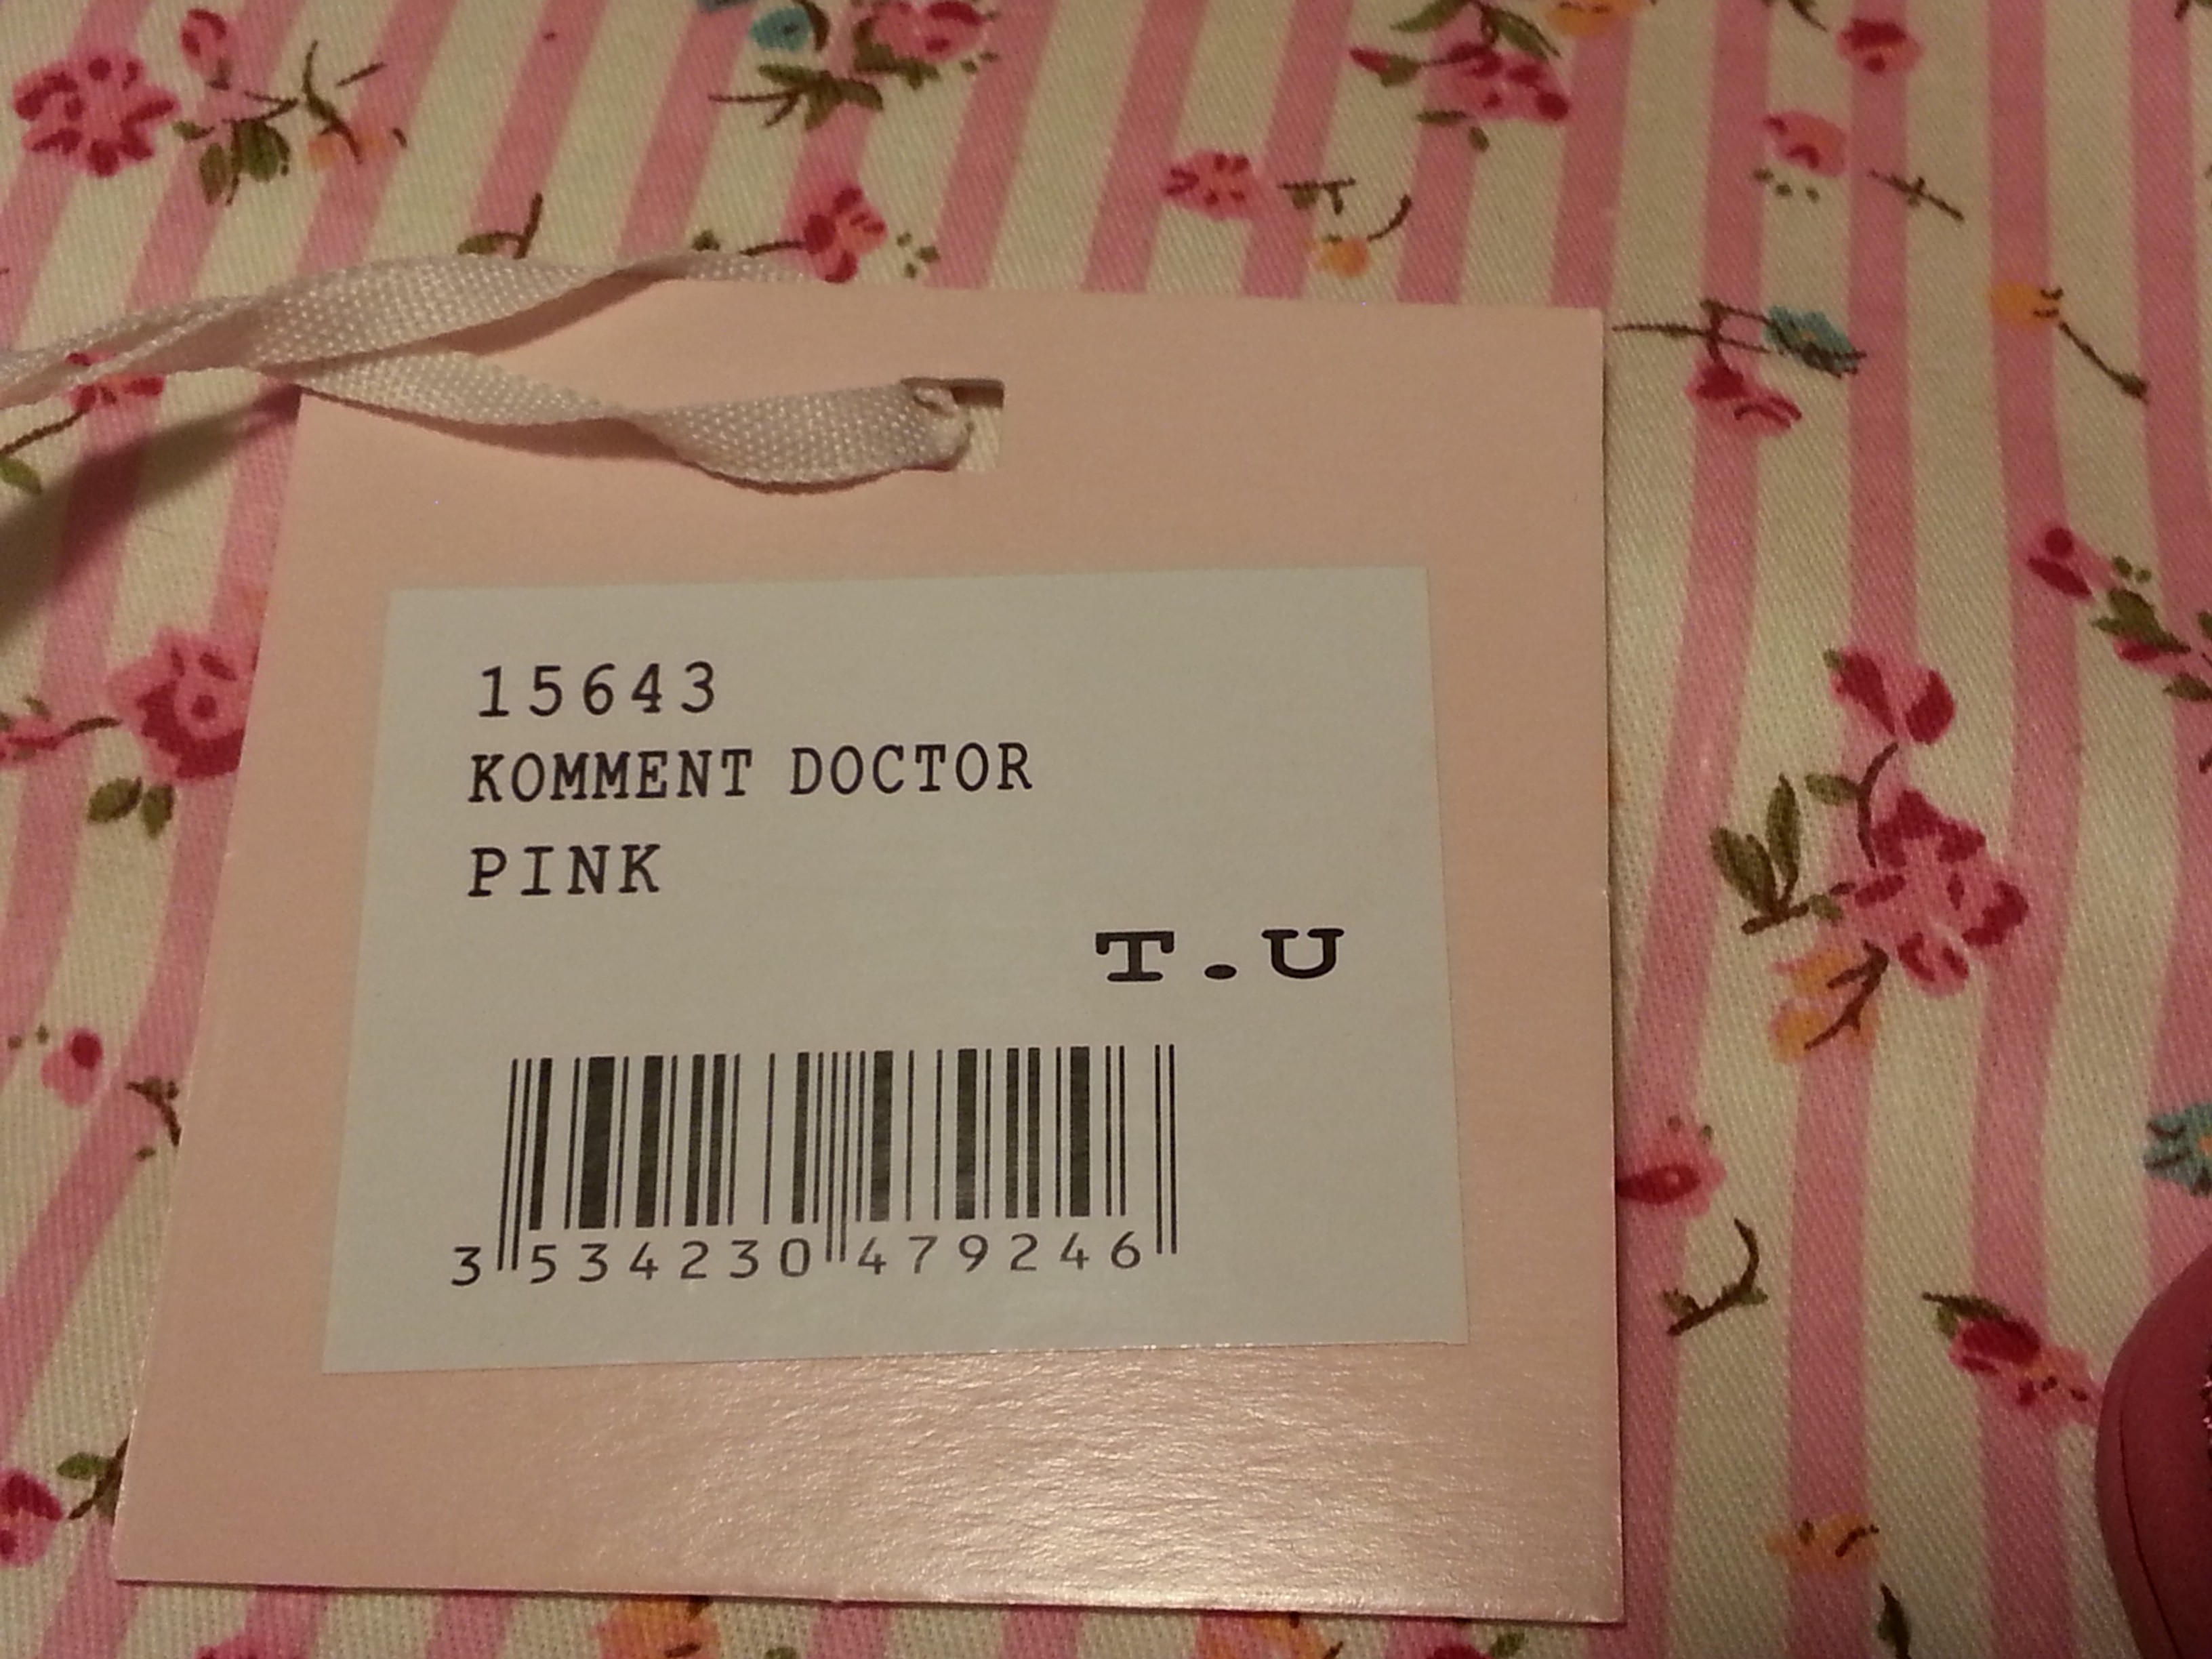 15643
KOMMENT DOCTOR
PINK
T.U
3 534230 479246